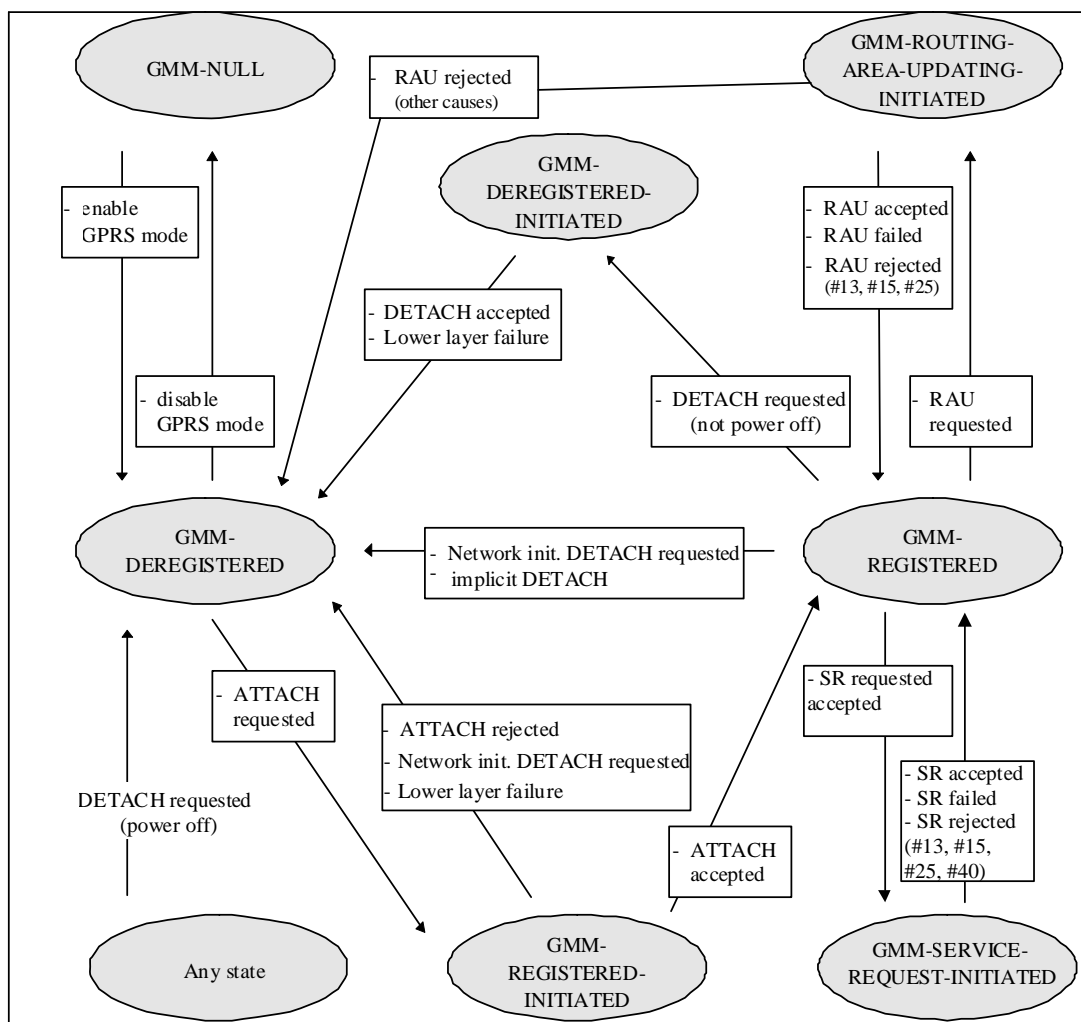 GMM-NULL
- RAU rejected
(other causes)
GMM-ROUTING-
AREA-UPDATING-
INITIATED
GMM-
DEREGISTERED-
INITIATED
- enable
GPRS mode
- RAU accepted
- RAU failed
- RAU rejected
(#13, #15, #25)
- DETACH accepted
- Lower layer failure
- disable
GPRS mode
- DETACH requested
(not power off)
- RAU
requested
GMM-
DEREGISTERED
- Network init. DETACH requested
- implicit DETACH
GMM-
REGISTERED
- ATTACH
requested
- ATTACH rejected
- Network init. DETACH requested
- Lower layer failure
- SR requested
accepted
DETACH requested
(power off)
- ATTACH
accepted
- SR accepted
- SR failed
- SR rejected
(#13, #15,
#25, #40)
Any state
GMM-
REGISTERED-
INITIATED
GMM-SERVICE-
REQUEST-INITIATED